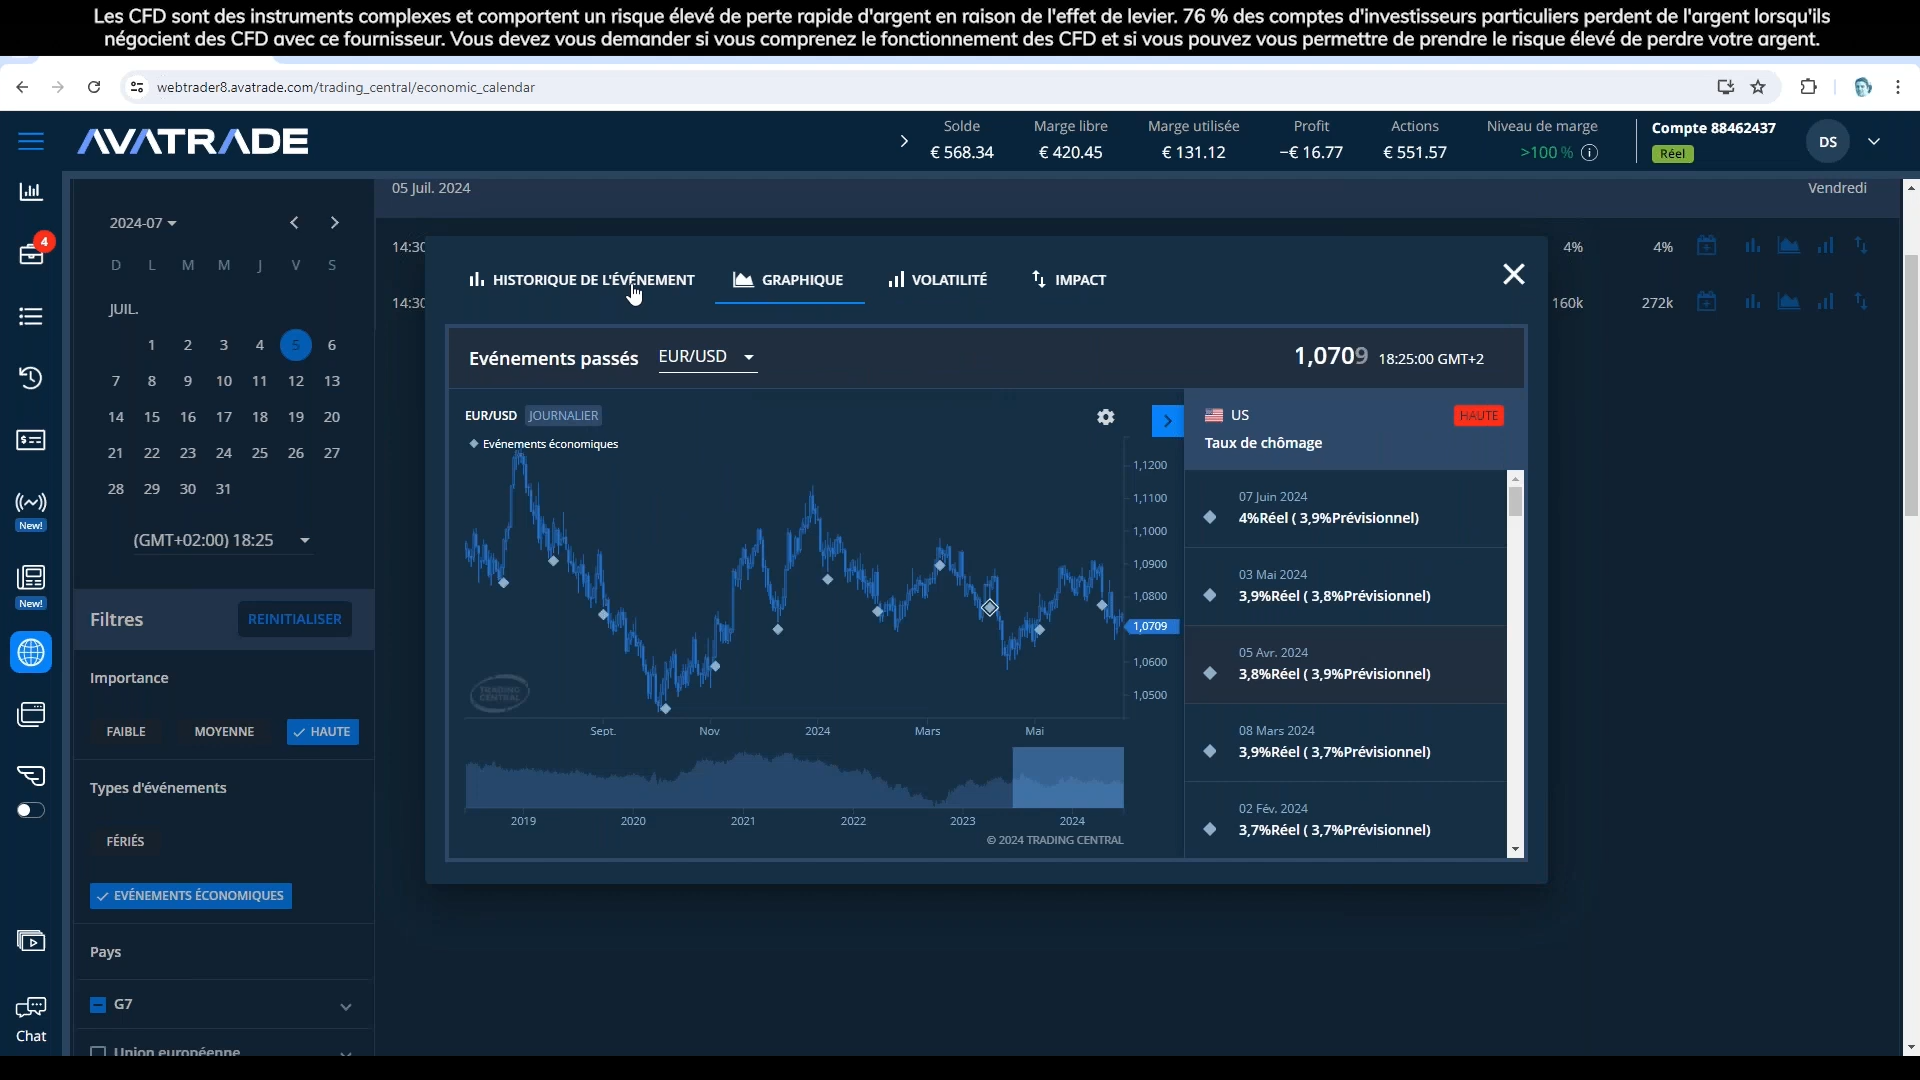 Les CFD sont des instruments complexes et comportent un risque élevé de perte rapide d'argent en raison de l'effet de levier. 76 % des comptes d'investisseurs particuliers perdent de l'argent lorsqu'ils
négocient des CFD avec ce fournisseur. Vous devez vous demander si vous comprenez le fonctionnement des CFD et si vous pouvez vous permettre de prendre le risque élevé de perdre votre argent.
webtrader8.avatrade.com/trading_central/economic_calendar
AVATRADE
Solde
€ 568.34
Marge libre
€ 420.45
Marge utilisée
€ 131.12
Profit
–€ 16.77
Actions
€ 551.57
Niveau de marge
>100 %
Compte 88462437
Réel
DS
4
New!
New!
Chat
2024-07
D L M M J V S
JUIL.
1 2 3 4 5 6
7 8 9 10 11 12 13
14 15 16 17 18 19 20
21 22 23 24 25 26 27
28 29 30 31
(GMT+02:00) 18:25
Filtres
REINITIALISER
Importance
FAIBLE MOYENNE HAUTE
Types d'événements
FÉRIÉS
EVÉNEMENTS ÉCONOMIQUES
Pays
G7
Union européenne
05 Juil. 2024
Vendredi
14:30
4% 4%
14:30
160k 272k
HISTORIQUE DE L'ÉVÉNEMENT
GRAPHIQUE
VOLATILITÉ
IMPACT
Evénements passés
EUR/USD
1,0709 18:25:00 GMT+2
EUR/USD JOURNALIER
Evénements économiques
1,1200
1,1100
1,1000
1,0900
1,0800
1,0709
1,0600
1,0500
TRADING
CENTRAL
Sept. Nov 2024 Mars Mai
2019 2020 2021 2022 2023 2024
© 2024 TRADING CENTRAL
US
HAUTE
Taux de chômage
07 Juin 2024
4%Réel ( 3,9%Prévisionnel)
03 Mai 2024
3,9%Réel ( 3,8%Prévisionnel)
05 Avr. 2024
3,8%Réel ( 3,9%Prévisionnel)
08 Mars 2024
3,9%Réel ( 3,7%Prévisionnel)
02 Fév. 2024
3,7%Réel ( 3,7%Prévisionnel)